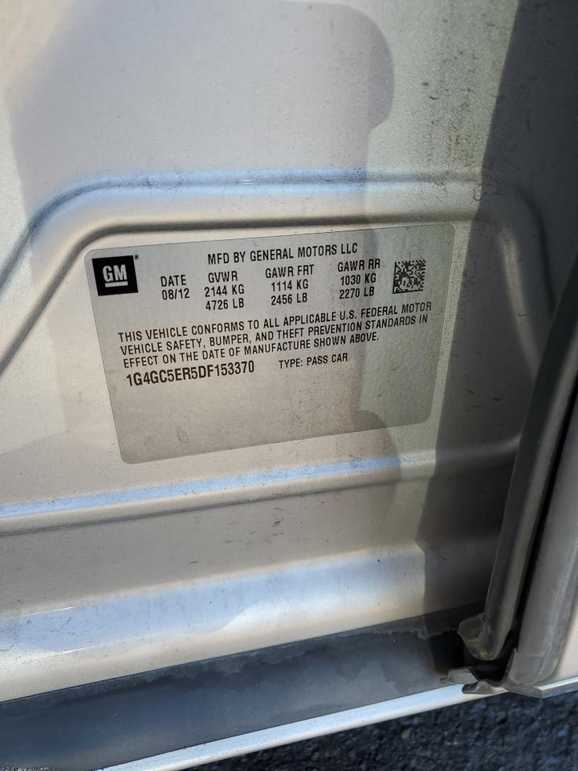 GM
MFD BY GENERAL MOTORS LLC
DATE GVWR GAWR FRT GAWR RR
08/12 2144 KG 1114 KG 1030 KG
4726 LB 2456 LB 2270 LB
THIS VEHICLE CONFORMS TO ALL APPLICABLE U.S. FEDERAL MOTOR
VEHICLE SAFETY, BUMPER, AND THEFT PREVENTION STANDARDS IN
EFFECT ON THE DATE OF MANUFACTURE SHOWN ABOVE.
1G4GC5ER5DF153370 TYPE: PASS CAR